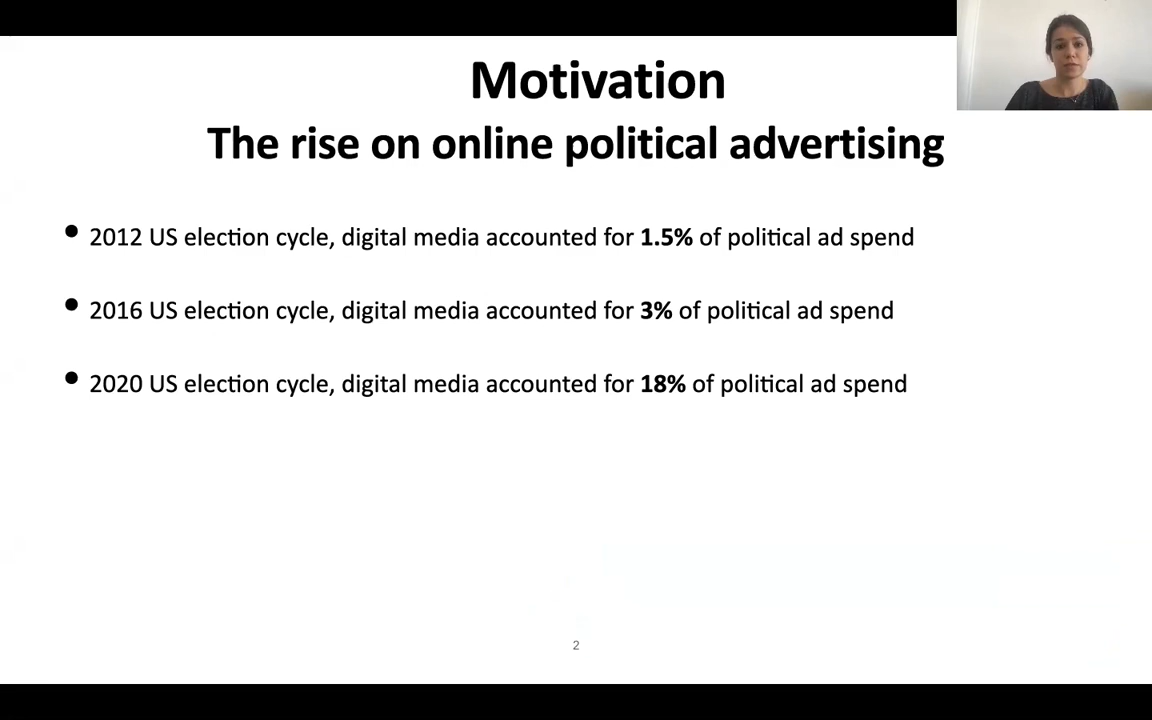 Motivation
The rise on online political advertising
• 2012 US election cycle, digital media accounted for 1.5% of political ad spend
• 2016 US election cycle, digital media accounted for 3% of political ad spend
• 2020 US election cycle, digital media accounted for 18% of political ad spend
2